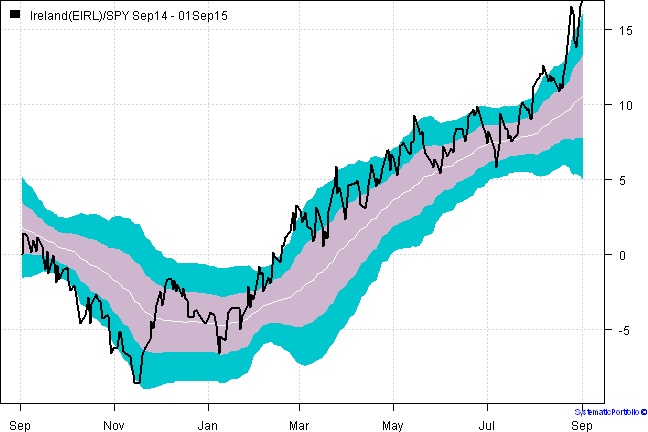 Ireland(EIRL)/SPY Sep14 - 01Sep15
15
10
5
0
-5
Sep Nov Jan Mar May Jul Sep
SystematicPortfolio ©